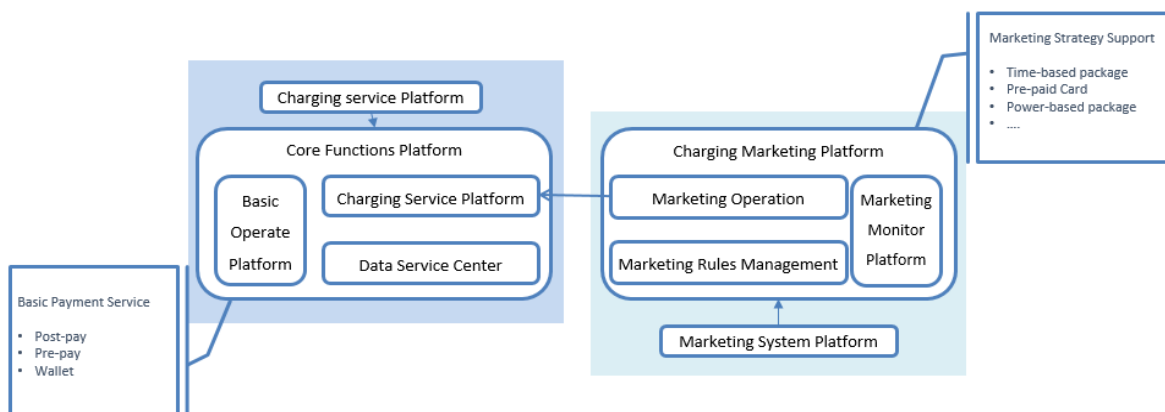 Marketing Strategy Support
• Time-based package
• Pre-paid Card
• Power-based package
• ....
Charging service Platform
Core Functions Platform
Basic
Operate
Platform
Charging Service Platform
Data Service Center
Charging Marketing Platform
Marketing Operation
Marketing Rules Management
Marketing
Monitor
Platform
Marketing System Platform
Basic Payment Service
• Post-pay
• Pre-pay
• Wallet